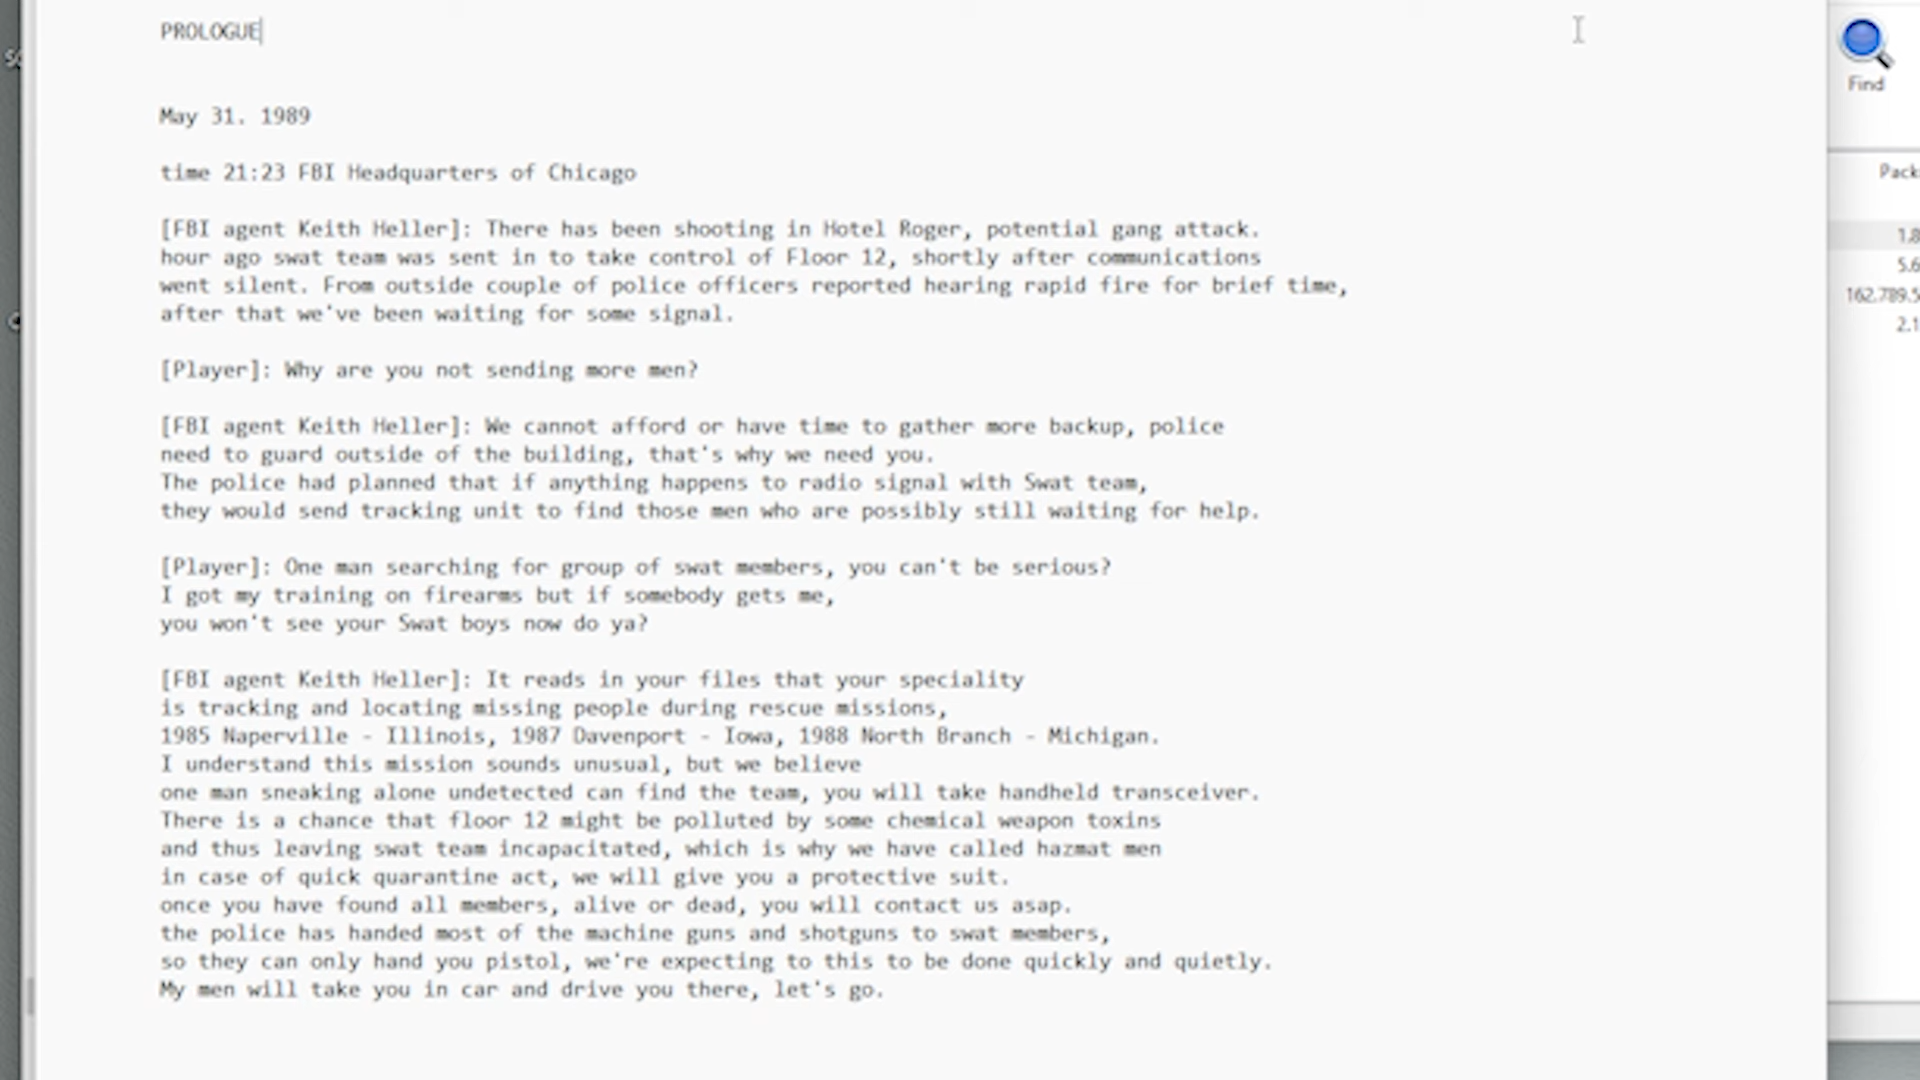 PROLOGUE
Find
May 31. 1989
time 21:23 FBI Headquarters of Chicago
[FBI agent Keith Heller]: There has been shooting in Hotel Roger, potential gang attack.
hour ago swat team was sent in to take control of Floor 12, shortly after communications
went silent. From outside couple of police officers reported hearing rapid fire for brief time,
after that we've been waiting for some signal.
[Player]: Why are you not sending more men?
[FBI agent Keith Heller]: We cannot afford or have time to gather more backup, police
need to guard outside of the building, that's why we need you.
The police had planned that if anything happens to radio signal with Swat team,
they would send tracking unit to find those men who are possibly still waiting for help.
[Player]: One man searching for group of swat members, you can't be serious?
I got my training on firearms but if somebody gets me,
you won't see your Swat boys now do ya?
[FBI agent Keith Heller]: It reads in your files that your speciality
is tracking and locating missing people during rescue missions,
1985 Naperville - Illinois, 1987 Davenport - Iowa, 1988 North Branch - Michigan.
I understand this mission sounds unusual, but we believe
one man sneaking alone undetected can find the team, you will take handheld transceiver.
There is a chance that floor 12 might be polluted by some chemical weapon toxins
and thus leaving swat team incapacitated, which is why we have called hazmat men
in case of quick quarantine act, we will give you a protective suit.
once you have found all members, alive or dead, you will contact us asap.
the police has handed most of the machine guns and shotguns to swat members,
so they can only hand you pistol, we're expecting to this to be done quickly and quietly.
My men will take you in car and drive you there, let's go.
Pack
1.8
5.6
162.789.5
2.1